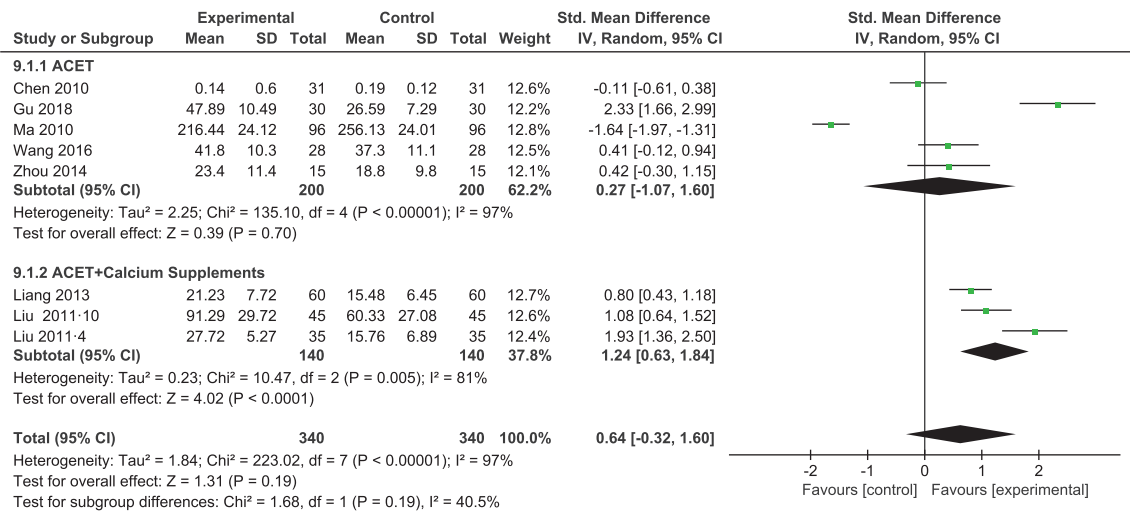 Experimental Control Std. Mean Difference Std. Mean Difference
Study or Subgroup Mean SD Total Mean SD Total Weight IV, Random, 95% CI IV, Random, 95% CI
9.1.1 ACET
Chen 2010 0.14 0.6 31 0.19 0.12 31 12.6% -0.11 [-0.61, 0.38]
Gu 2018 47.89 10.49 30 26.59 7.29 30 12.2% 2.33 [1.66, 2.99]
Ma 2010 216.44 24.12 96 256.13 24.01 96 12.8% -1.64 [-1.97, -1.31]
Wang 2016 41.8 10.3 28 37.3 11.1 28 12.5% 0.41 [-0.12, 0.94]
Zhou 2014 23.4 11.4 15 18.8 9.8 15 12.1% 0.42 [-0.30, 1.15]
Subtotal (95% CI) 200 200 62.2% 0.27 [-1.07, 1.60]
Heterogeneity: Tau² = 2.25; Chi² = 135.10, df = 4 (P < 0.00001); I² = 97%
Test for overall effect: Z = 0.39 (P = 0.70)
9.1.2 ACET+Calcium Supplements
Liang 2013 21.23 7.72 60 15.48 6.45 60 12.7% 0.80 [0.43, 1.18]
Liu 2011·10 91.29 29.72 45 60.33 27.08 45 12.6% 1.08 [0.64, 1.52]
Liu 2011·4 27.72 5.27 35 15.76 6.89 35 12.4% 1.93 [1.36, 2.50]
Subtotal (95% CI) 140 140 37.8% 1.24 [0.63, 1.84]
Heterogeneity: Tau² = 0.23; Chi² = 10.47, df = 2 (P = 0.005); I² = 81%
Test for overall effect: Z = 4.02 (P < 0.0001)
Total (95% CI) 340 340 100.0% 0.64 [-0.32, 1.60]
Heterogeneity: Tau² = 1.84; Chi² = 223.02, df = 7 (P < 0.00001); I² = 97%
Test for overall effect: Z = 1.31 (P = 0.19)
Test for subgroup differences: Chi² = 1.68, df = 1 (P = 0.19), I² = 40.5%
-2 -1 0 1 2
Favours [control] Favours [experimental]